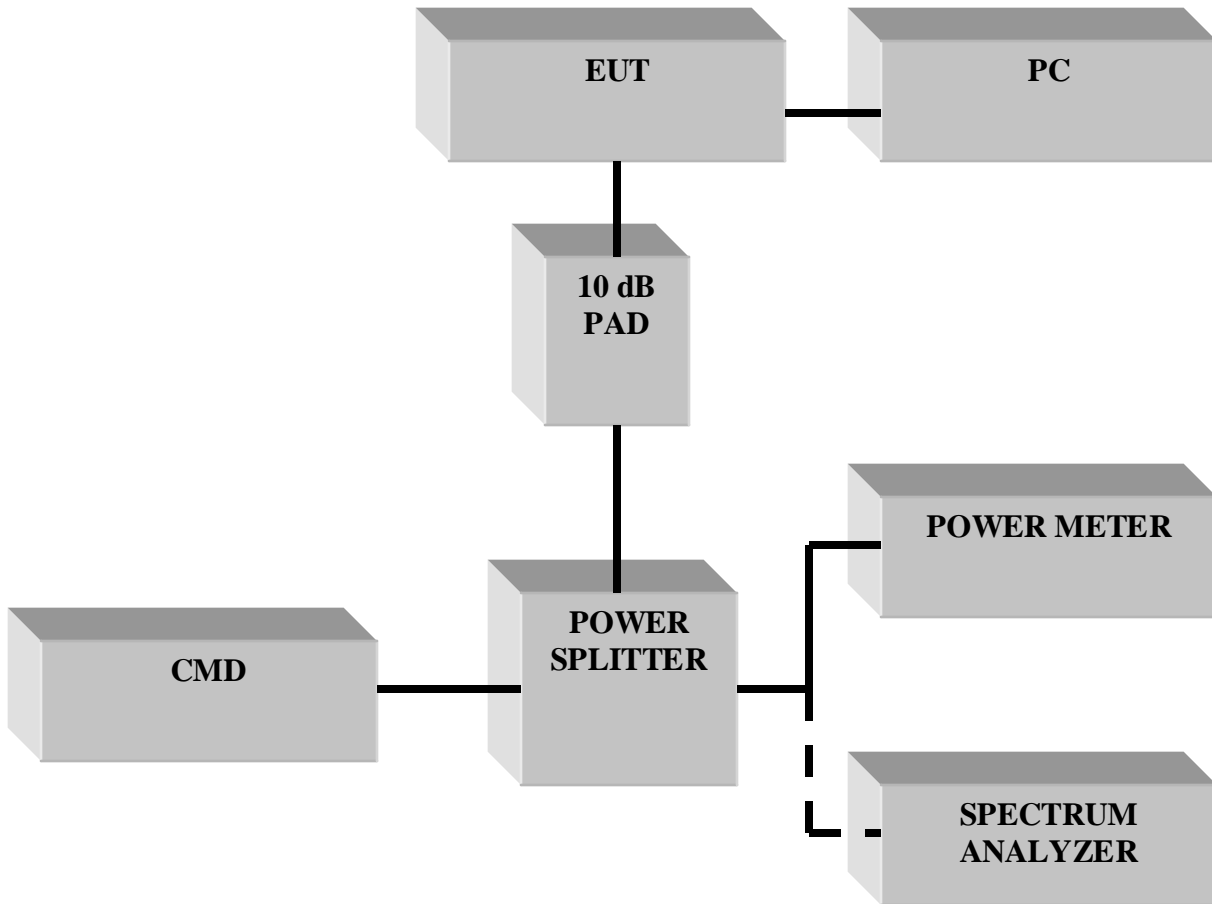 EUT
PC
10 dB
PAD
POWER METER
POWER
SPLITTER
CMD
SPECTRUM
ANALYZER